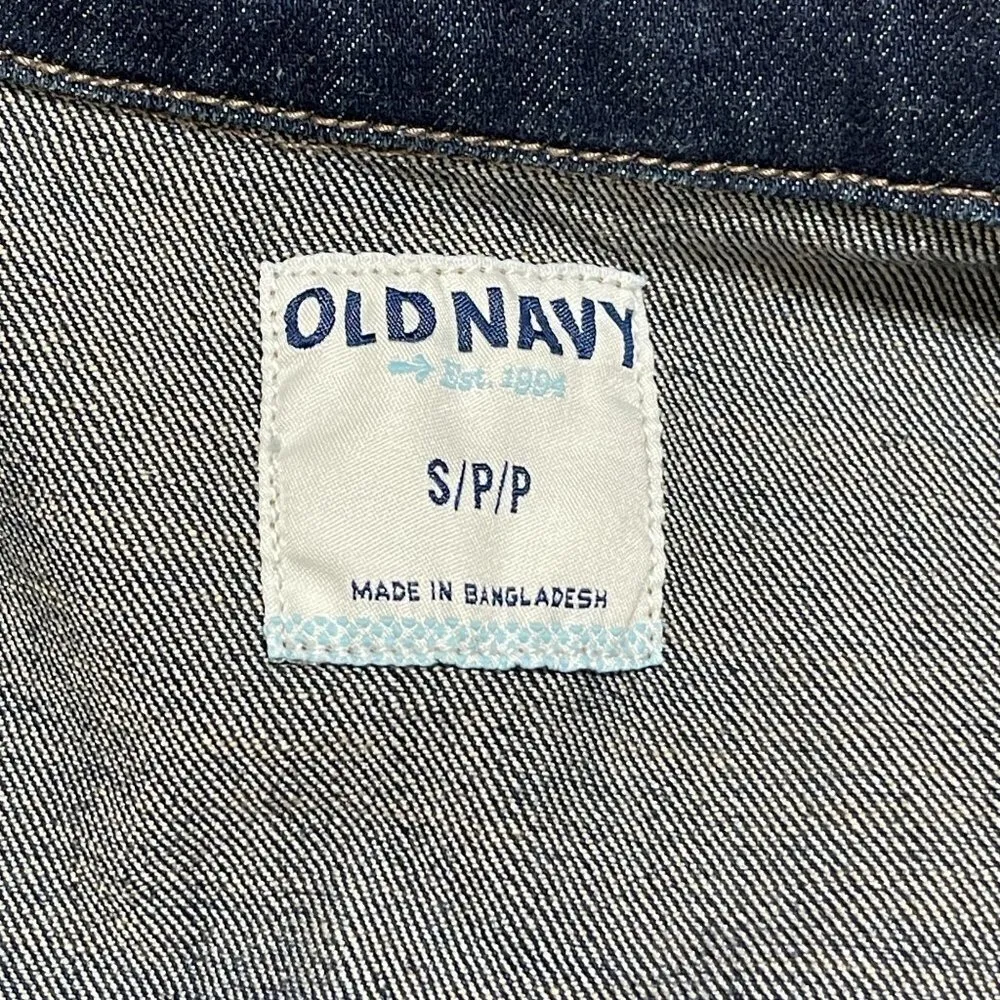 OLD NAVY
Est. 1994
S/P/P
MADE IN BANGLADESH